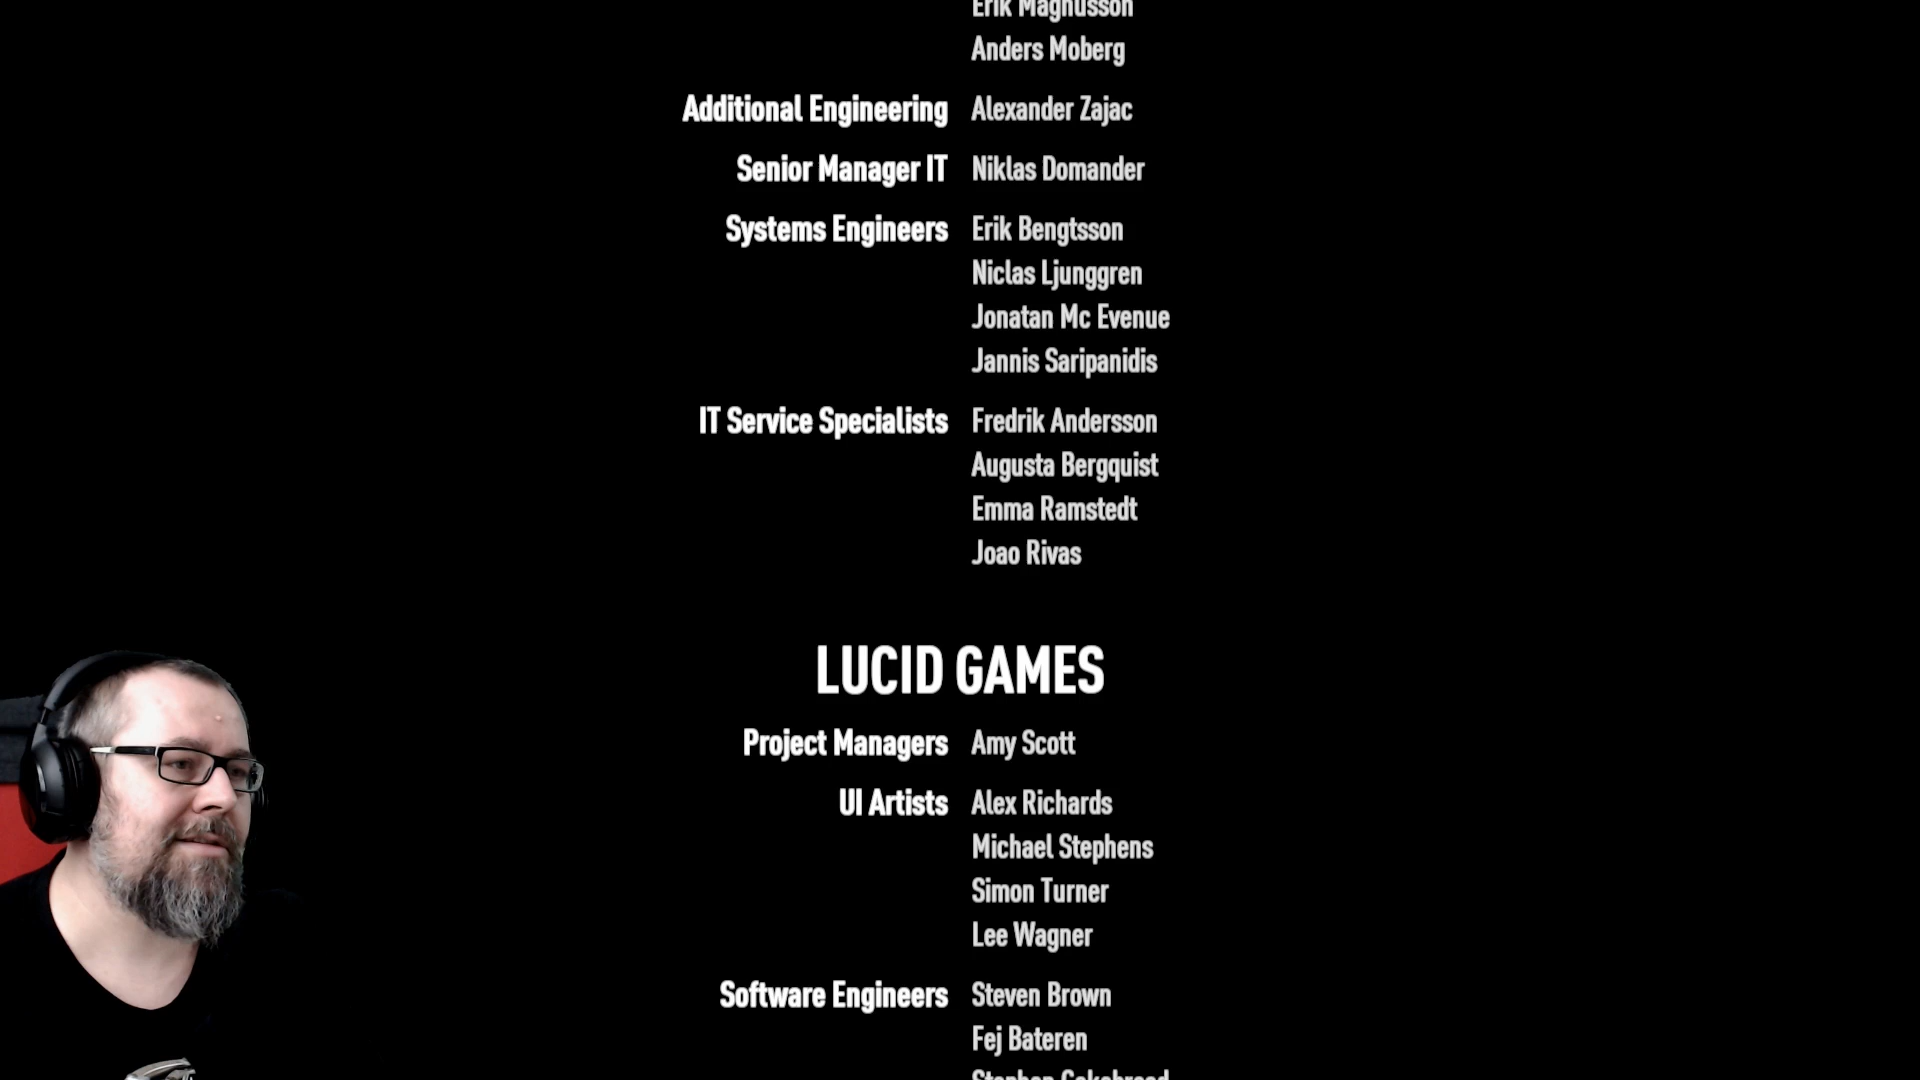 Erik Magnusson
Anders Moberg
Additional Engineering Alexander Zajac
Senior Manager IT Niklas Domander
Systems Engineers Erik Bengtsson
Niclas Ljunggren
Jonatan Mc Evenue
Jannis Saripanidis
IT Service Specialists Fredrik Andersson
Augusta Bergquist
Emma Ramstedt
Joao Rivas
LUCID GAMES
Project Managers Amy Scott
UI Artists Alex Richards
Michael Stephens
Simon Turner
Lee Wagner
Software Engineers Steven Brown
Fej Bateren